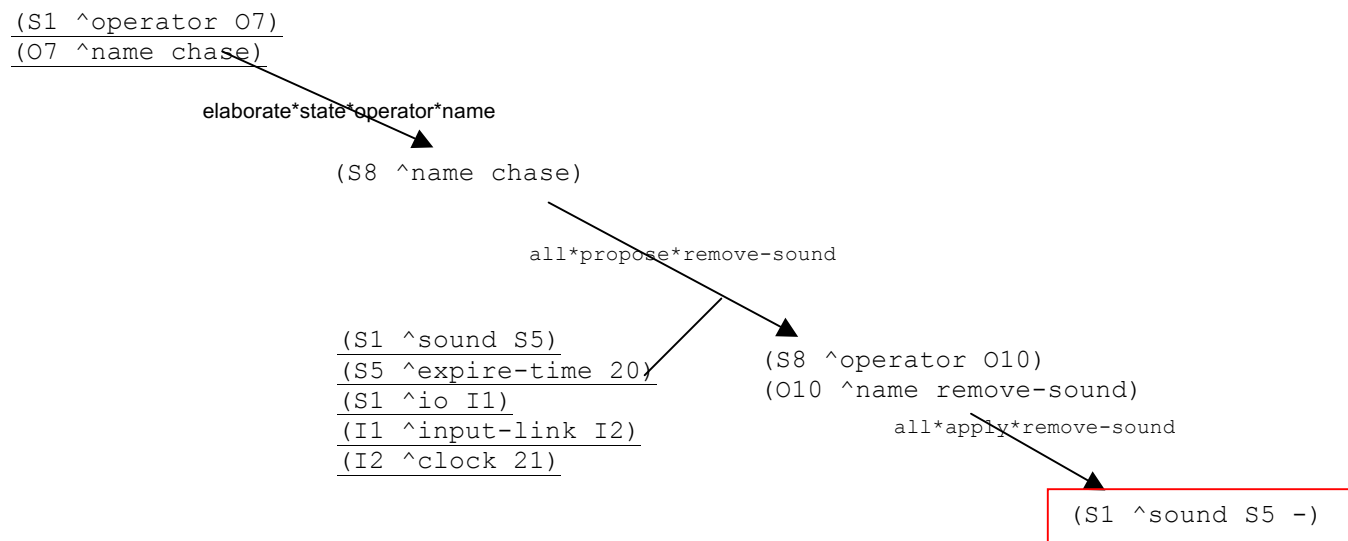 (S1 ^operator O7)
(O7 ^name chase)
elaborate*state*operator*name
(S8 ^name chase)
all*propose*remove-sound
(S1 ^sound S5)
(S5 ^expire-time 20)
(S1 ^io I1)
(I1 ^input-link I2)
(I2 ^clock 21)
(S8 ^operator O10)
(O10 ^name remove-sound)
all*apply*remove-sound
(S1 ^sound S5 -)